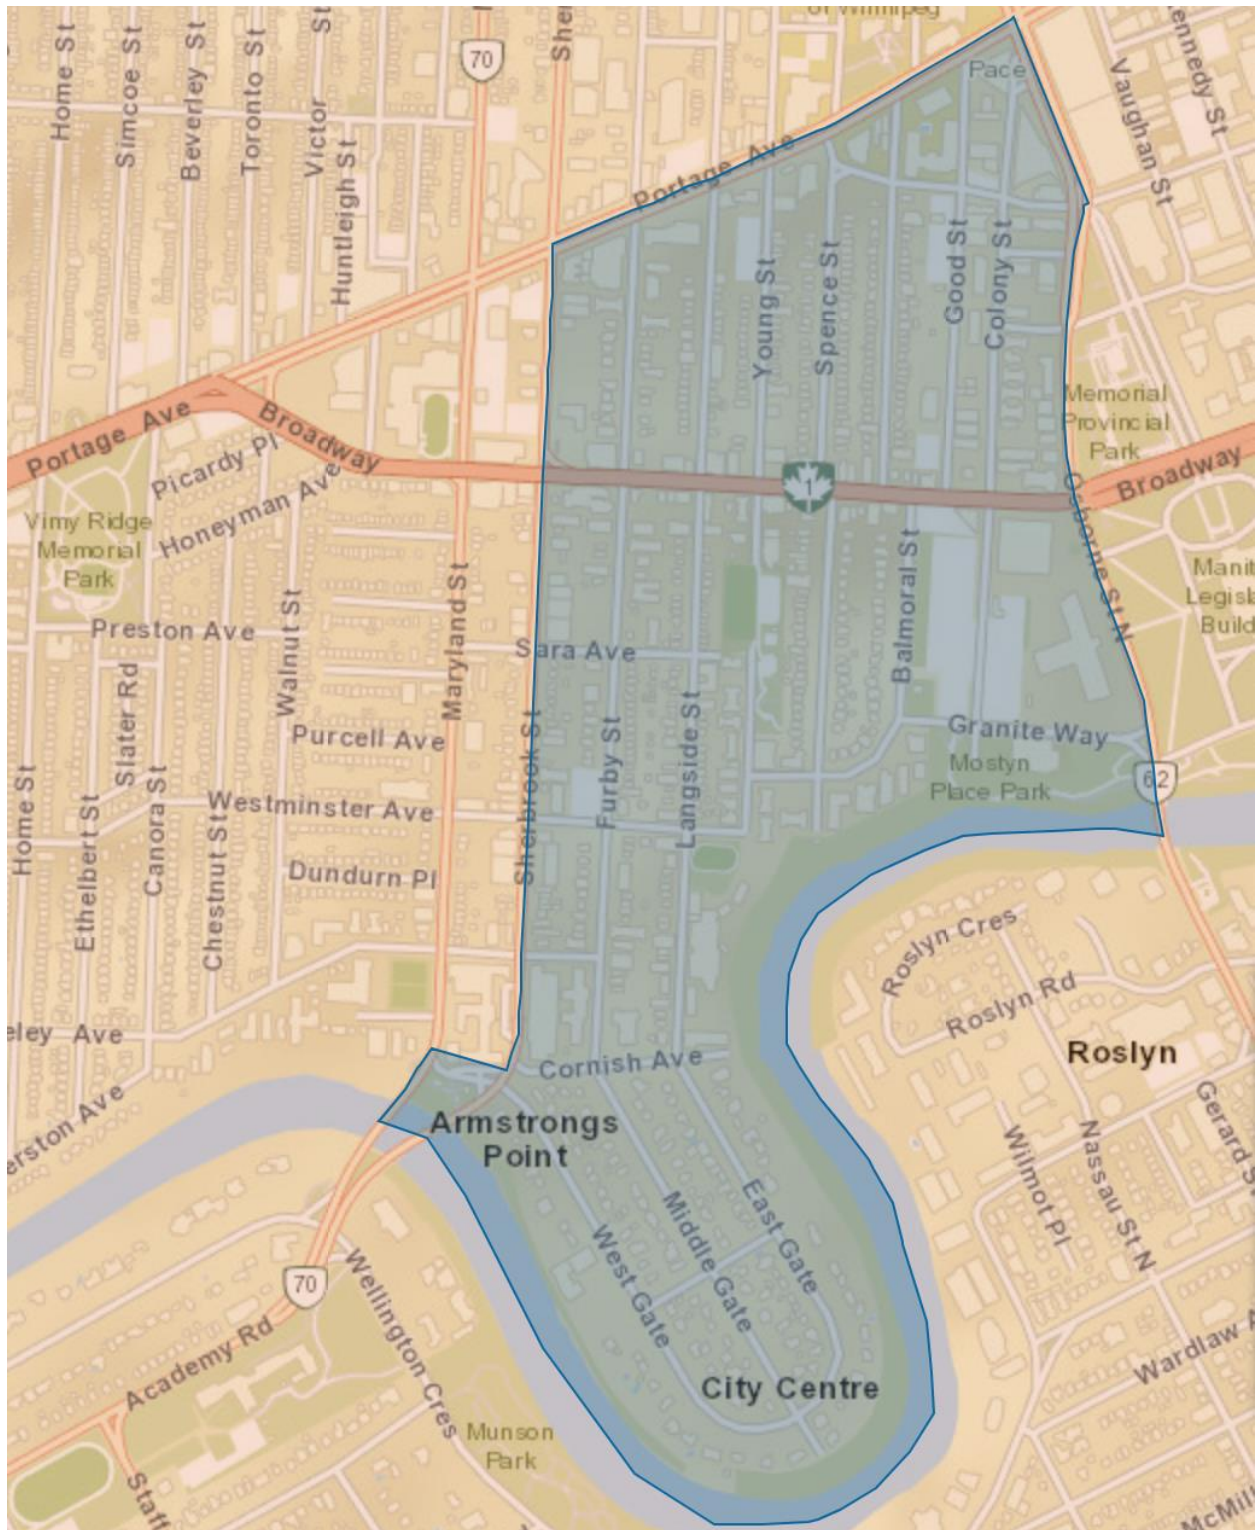 of Winnipeg
70
Home St
Simcoe St
Beverley St
Toronto St
Victor St
Huntleigh St
Pace
Vaughan St
Portage Ave
Young St
Spence St
Good St
Colony St
Memorial
Provincial
Park
Portage Ave
Broadway
Broadway
1
Picardy Pl
Honeyman Ave
Vimy Ridge
Memorial
Park
Osborne St N
Preston Ave
Walnut St
Maryland St
Sara Ave
Balmoral St
Slater Rd
Purcell Ave
Sherbrook St
Furby St
Langside St
Granite Way
Mostyn
Place Park
62
Home St
Ethelbert St
Canora St
Chestnut St
Westminster Ave
Dundurn Pl
Roslyn Cres
Roslyn Rd
Roslyn
Cornish Ave
Armstrongs
Point
Gerard S
Nassau St N
Wilmot Pl
East Gate
Middle Gate
West Gate
70
Wellington Cres
Academy Rd
City Centre
Wardlaw A
Munson
Park